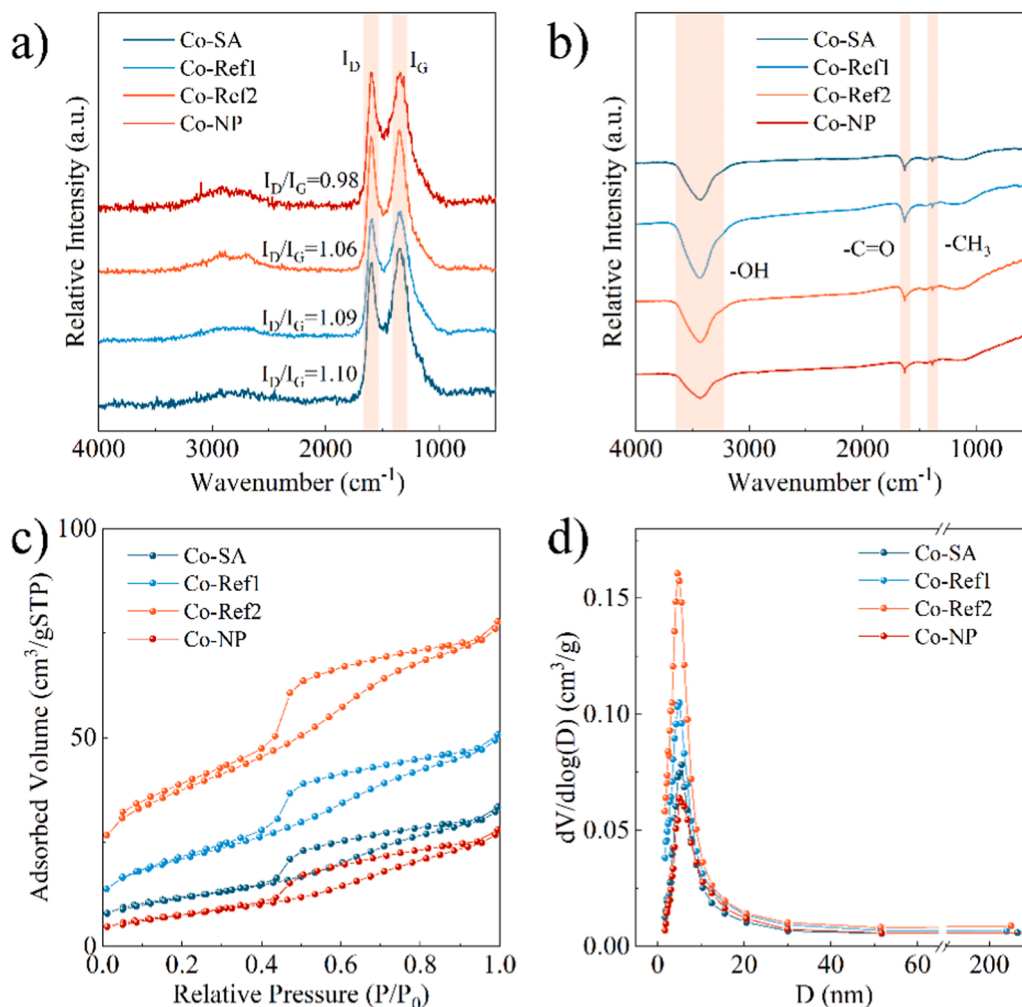 a)
Co-SA
Co-Ref1
Co-Ref2
Co-NP
I_D
I_G
I_D/I_G=0.98
I_D/I_G=1.06
I_D/I_G=1.09
I_D/I_G=1.10
Relative Intensity (a.u.)
4000 3000 2000 1000
Wavenumber (cm⁻¹)
b)
Co-SA
Co-Ref1
Co-Ref2
Co-NP
-OH
-C=O
-CH₃
Relative Intensity (a.u.)
4000 3000 2000 1000
Wavenumber (cm⁻¹)
c)
Co-SA
Co-Ref1
Co-Ref2
Co-NP
Adsorbed Volume (cm³/gSTP)
100
50
0
0.0 0.2 0.4 0.6 0.8 1.0
Relative Pressure (P/P₀)
d)
Co-SA
Co-Ref1
Co-Ref2
Co-NP
dV/dlog(D) (cm³/g)
0.15
0.10
0.05
0.00
0 20 40 60 200
D (nm)